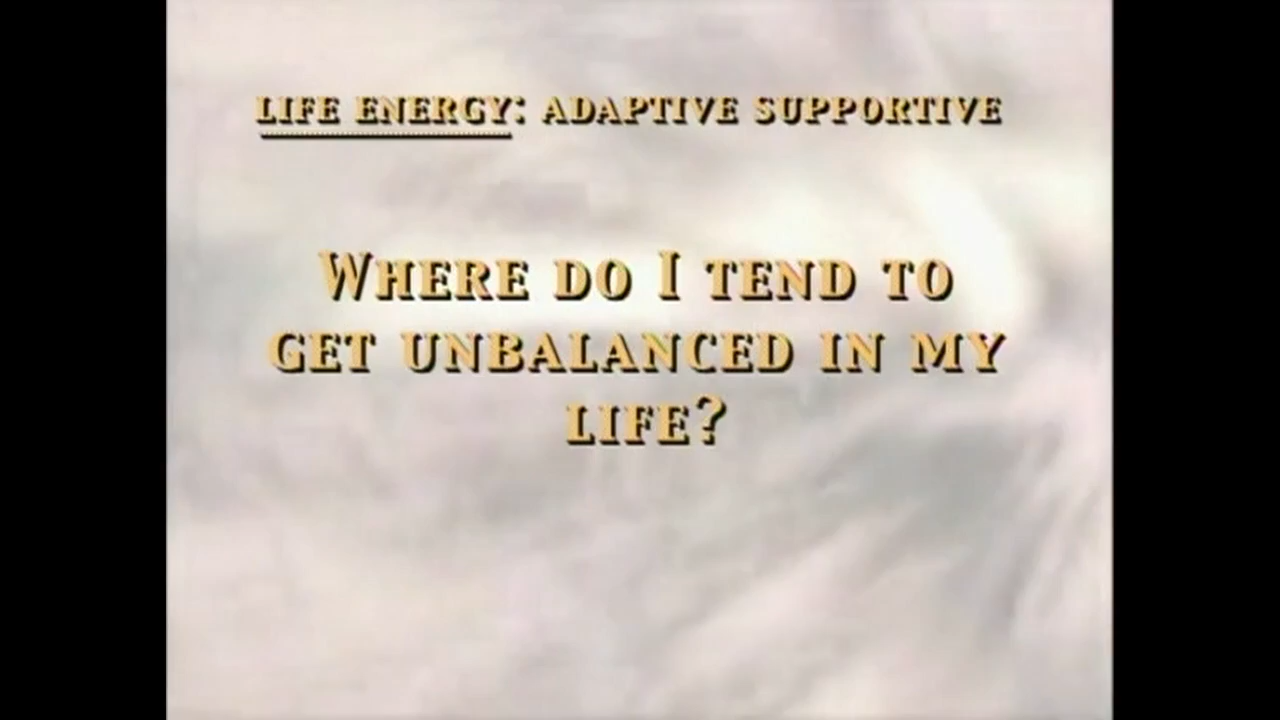 LIFE ENERGY: ADAPTIVE SUPPORTIVE
WHERE DO I TEND TO
GET UNBALANCED IN MY
LIFE?